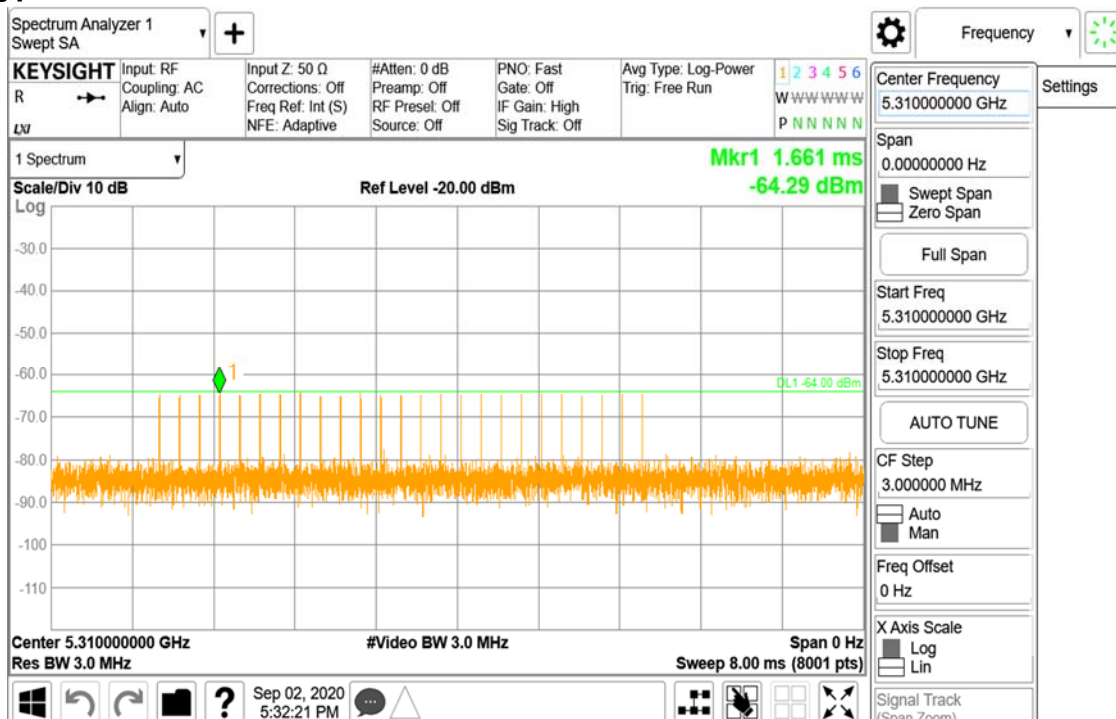 Spectrum Analyzer 1
Swept SA
+
Frequency
KEYSIGHT
R
LXI
Input: RF
Coupling: AC
Align: Auto
Input Z: 50 Ω
Corrections: Off
Freq Ref: Int (S)
NFE: Adaptive
#Atten: 0 dB
Preamp: Off
RF Presel: Off
Source: Off
PNO: Fast
Gate: Off
IF Gain: High
Sig Track: Off
Avg Type: Log-Power
Trig: Free Run
1 2 3 4 5 6
W W W W W W
P N N N N N
1 Spectrum
Scale/Div 10 dB
Ref Level -20.00 dBm
Mkr1 1.661 ms
-64.29 dBm
Log
-30.0
-40.0
-50.0
-60.0
1
DL1 -64.00 dBm
-70.0
-80.0
-90.0
-100
-110
Center 5.310000000 GHz
#Video BW 3.0 MHz
Span 0 Hz
Res BW 3.0 MHz
Sweep 8.00 ms (8001 pts)
?
Sep 02, 2020
5:32:21 PM
Center Frequency
5.310000000 GHz
Settings
Span
0.00000000 Hz
Swept Span
Zero Span
Full Span
Start Freq
5.310000000 GHz
Stop Freq
5.310000000 GHz
AUTO TUNE
CF Step
3.000000 MHz
Auto
Man
Freq Offset
0 Hz
X Axis Scale
Log
Lin
Signal Track
(Span Zoom)